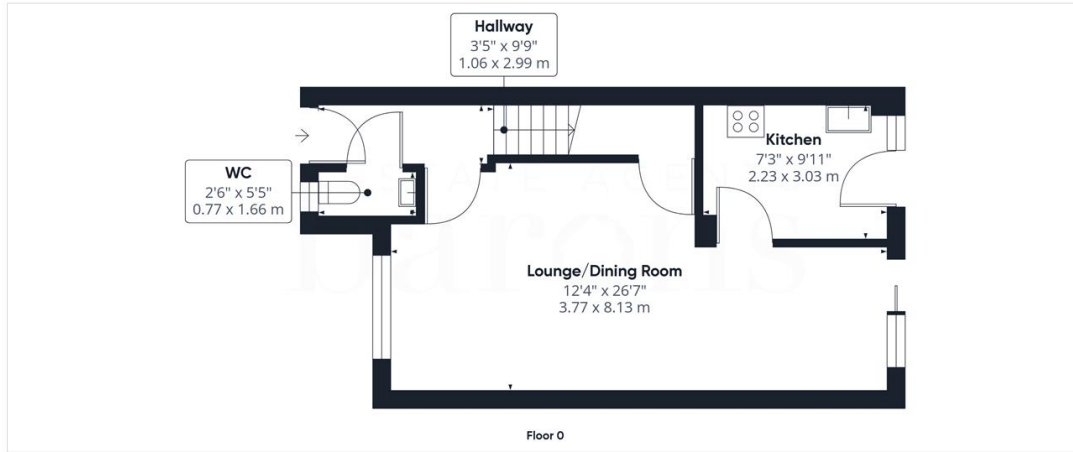 Hallway
3'5" x 9'9"
1.06 x 2.99 m
Kitchen
7'3" x 9'11"
2.23 x 3.03 m
WC
2'6" x 5'5"
0.77 x 1.66 m
ESTATE AGENTS
barons
Lounge/Dining Room
12'4" x 26'7"
3.77 x 8.13 m
Floor 0